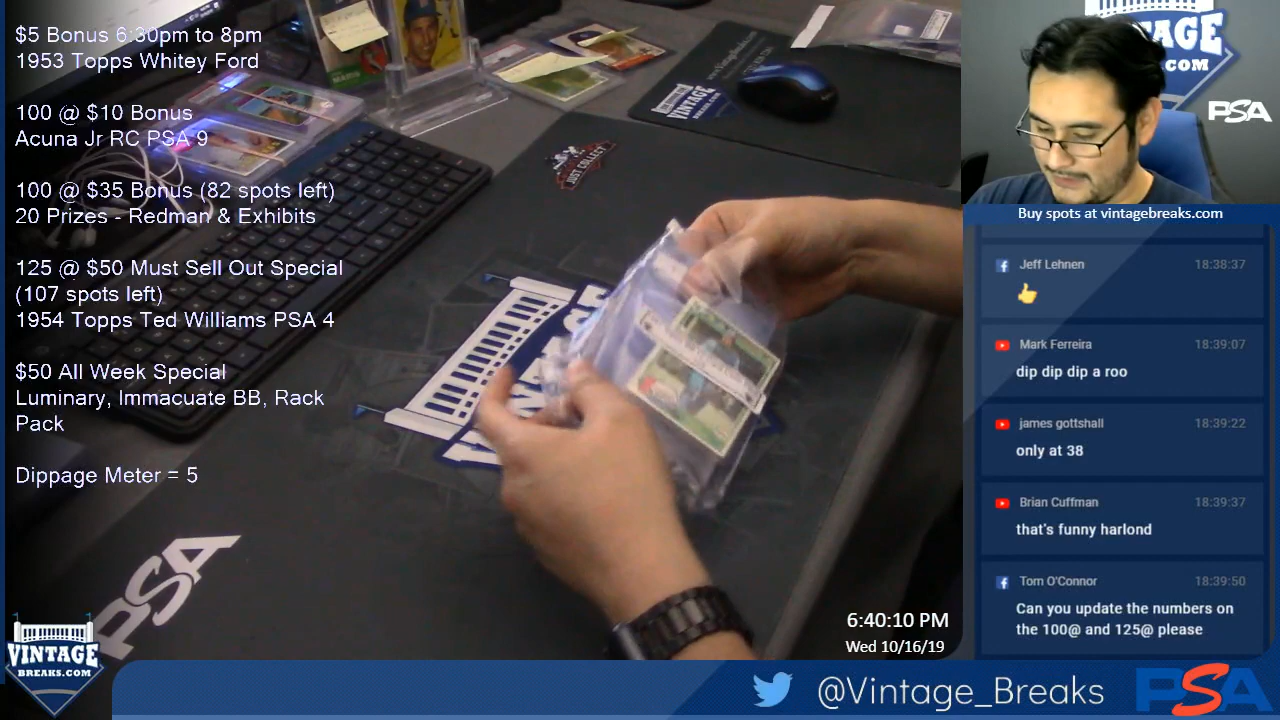 $5 Bonus 6:30pm to 8pm
1953 Topps Whitey Ford
100 @ $10 Bonus
Acuna Jr RC PSA 9
100 @ $35 Bonus (82 spots left)
20 Prizes - Redman & Exhibits
125 @ $50 Must Sell Out Special
(107 spots left)
1954 Topps Ted Williams PSA 4
$50 All Week Special
Luminary, Immacuate BB, Rack
Pack
Dippage Meter = 5
JUST COLLECT
VINTAGE
PSA
VINTAGE
BREAKS.COM
6:40:10 PM
Wed 10/16/19
@Vintage_Breaks
PSA
TAGE
.COM
PSA
Buy spots at vintagebreaks.com
Jeff Lehnen 18:38:37
👍
Mark Ferreira 18:39:07
dip dip dip a roo
james gottshall 18:39:22
only at 38
Brian Cuffman 18:39:37
that's funny harlond
Tom O'Connor 18:39:50
Can you update the numbers on
the 100@ and 125@ please